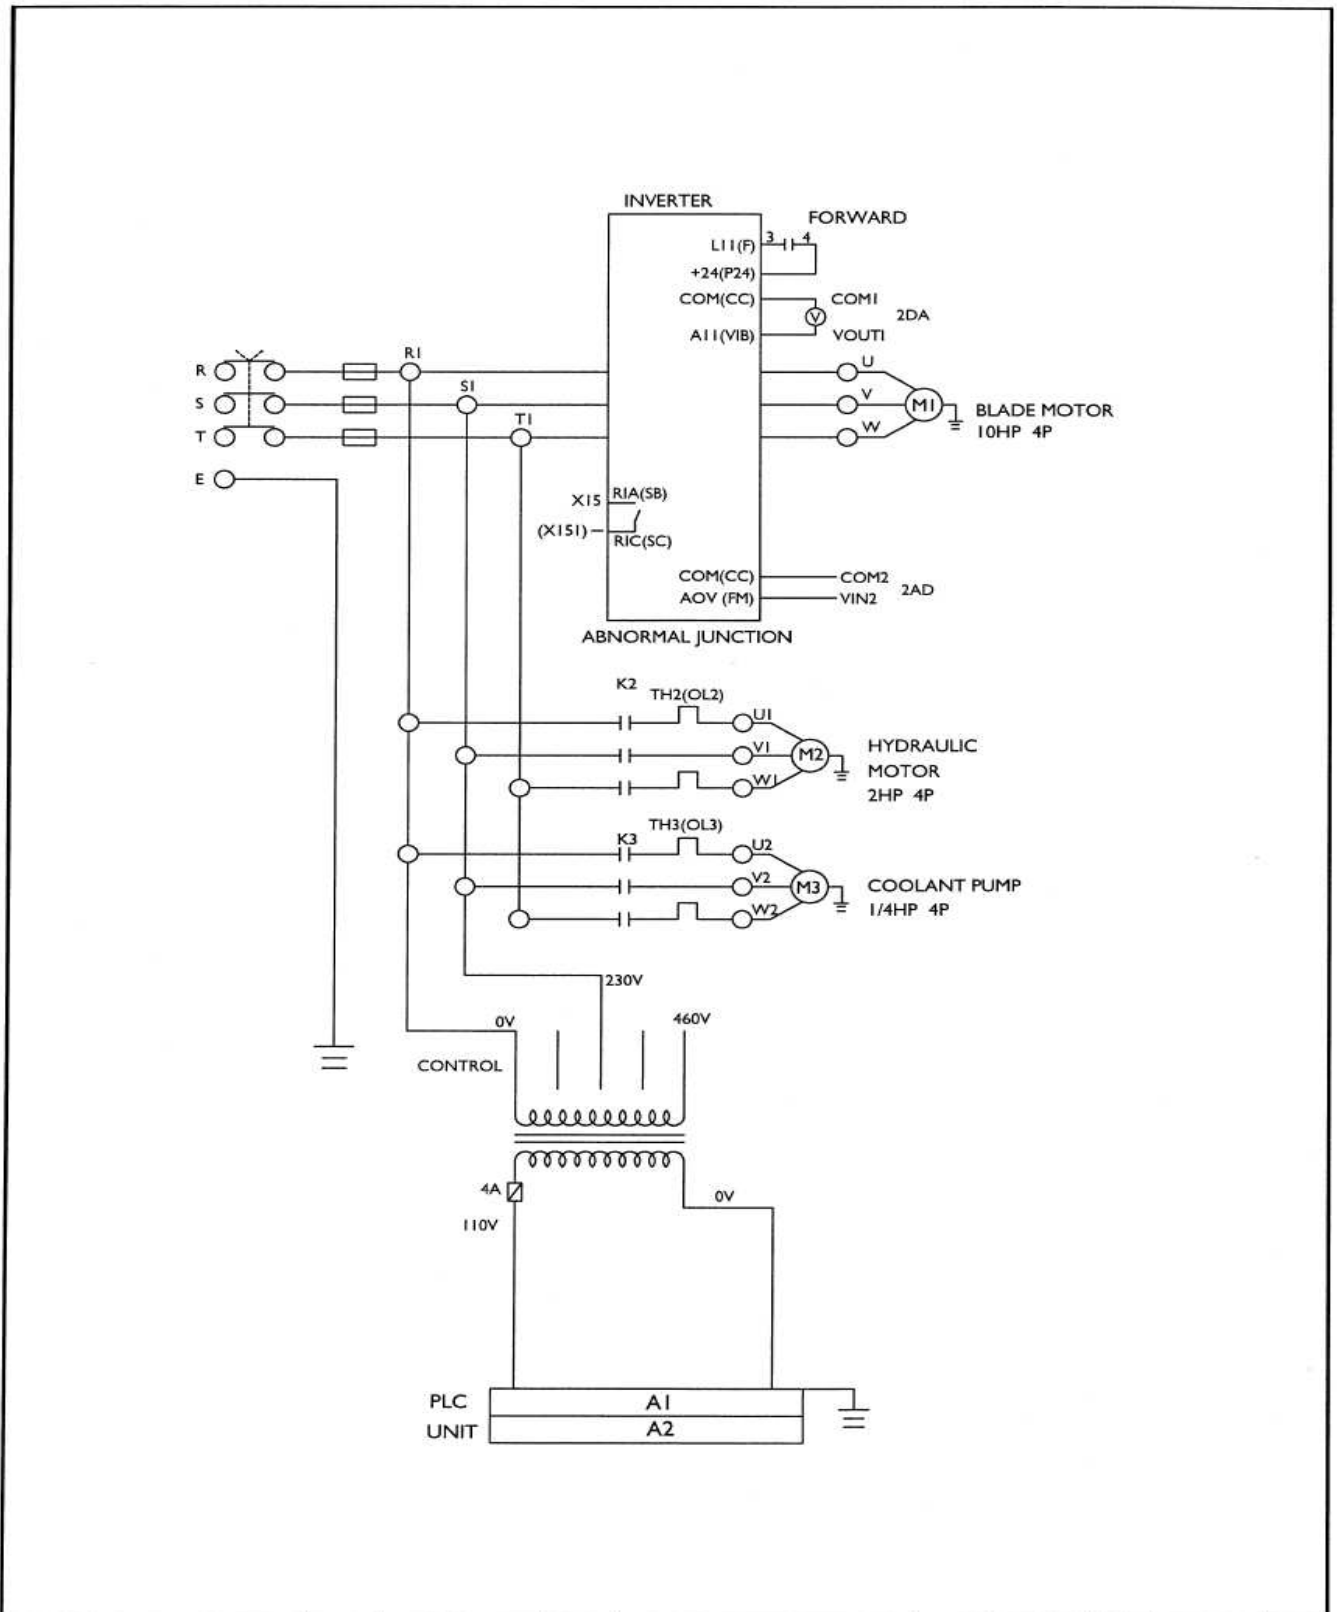 INVERTER
FORWARD
L11(F)
3
4
+24(P24)
COM(CC)
COM1
V
2DA
A11(VIB)
VOUT1
R1
R
U
S1
S
V
M1
BLADE MOTOR
10HP 4P
T1
T
W
E
X15
R1A(SB)
(X151)
R1C(SC)
COM(CC)
COM2
2AD
AOV (FM)
VIN2
ABNORMAL JUNCTION
K2
TH2(OL2)
U1
V1
M2
W1
HYDRAULIC
MOTOR
2HP 4P
K3
TH3(OL3)
U2
V2
M3
W2
COOLANT PUMP
1/4HP 4P
230V
0V
460V
CONTROL
4A
0V
110V
PLC
UNIT
A1
A2